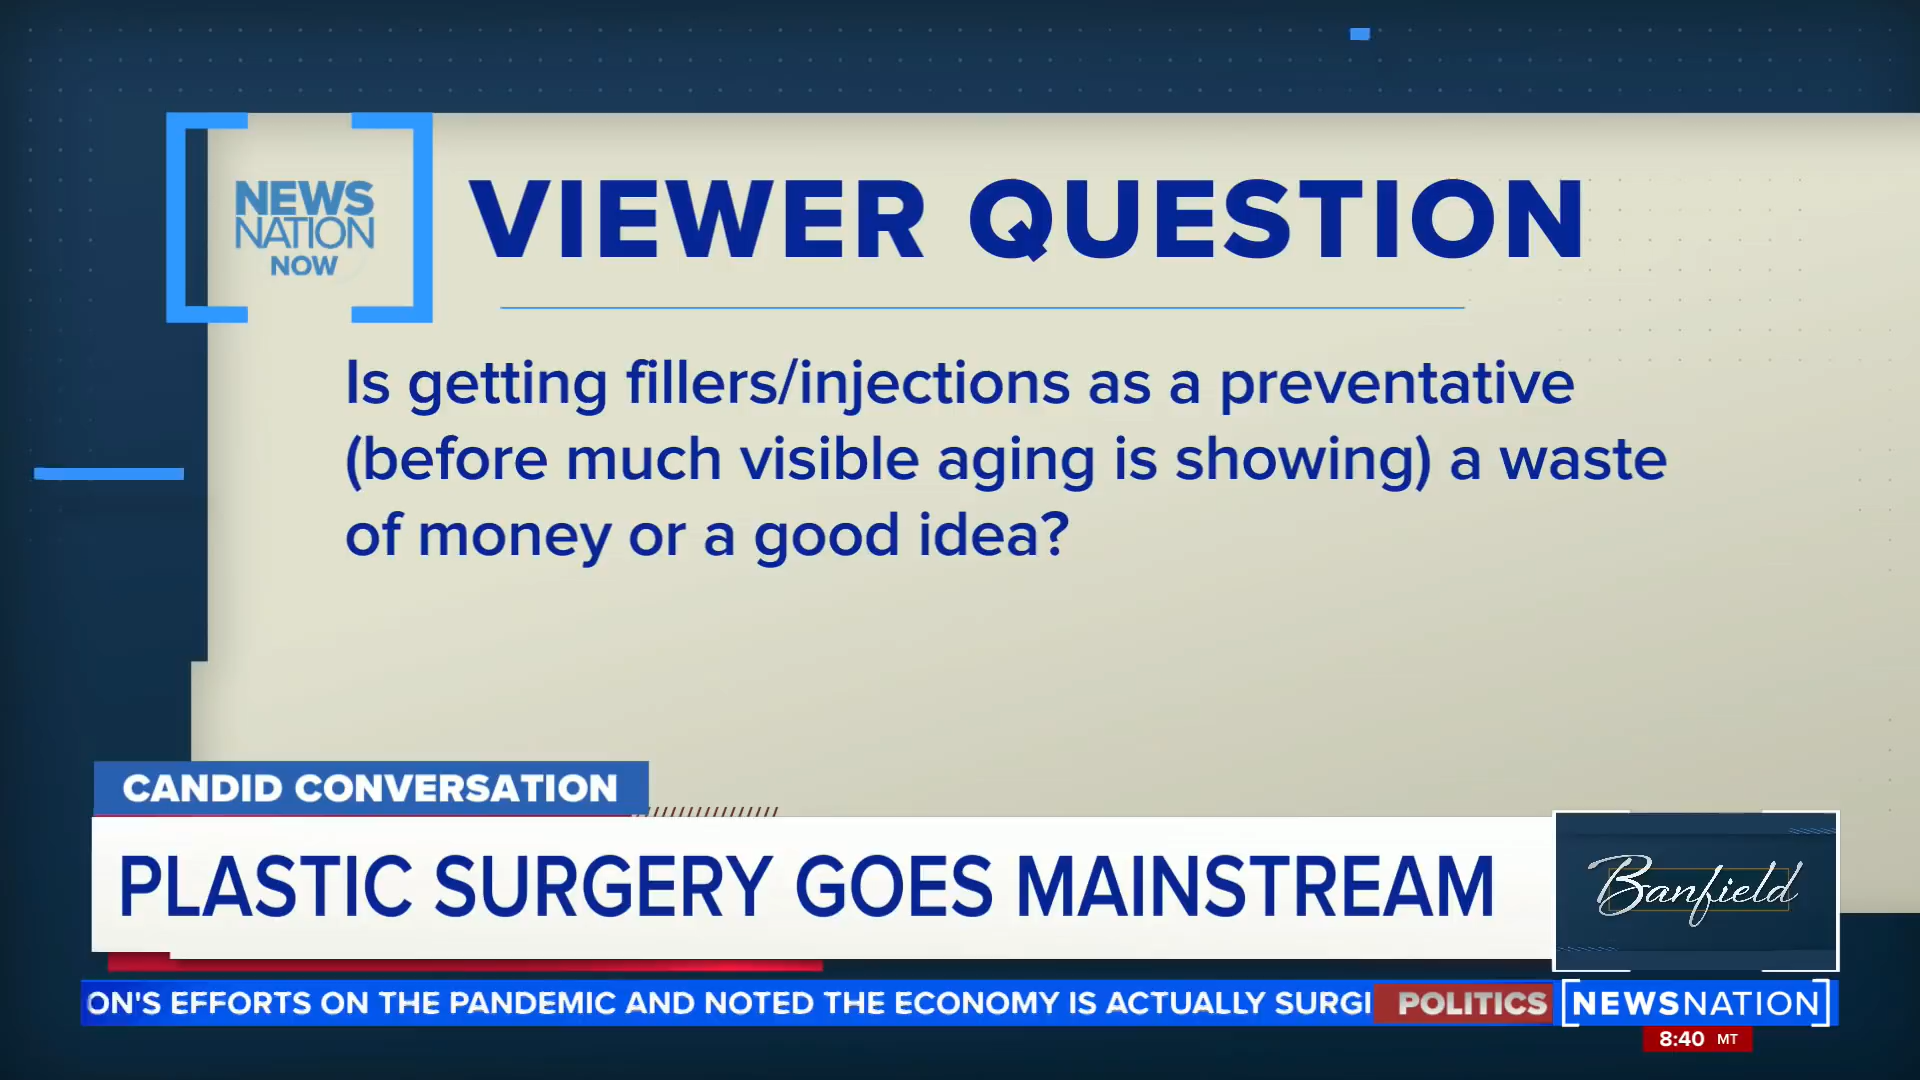 NEWS
NATION
NOW
VIEWER QUESTION
Is getting fillers/injections as a preventative
(before much visible aging is showing) a waste
of money or a good idea?
CANDID CONVERSATION
PLASTIC SURGERY GOES MAINSTREAM
Banfield
ON'S EFFORTS ON THE PANDEMIC AND NOTED THE ECONOMY IS ACTUALLY SURGI
POLITICS
NEWSNATION
8:40 MT